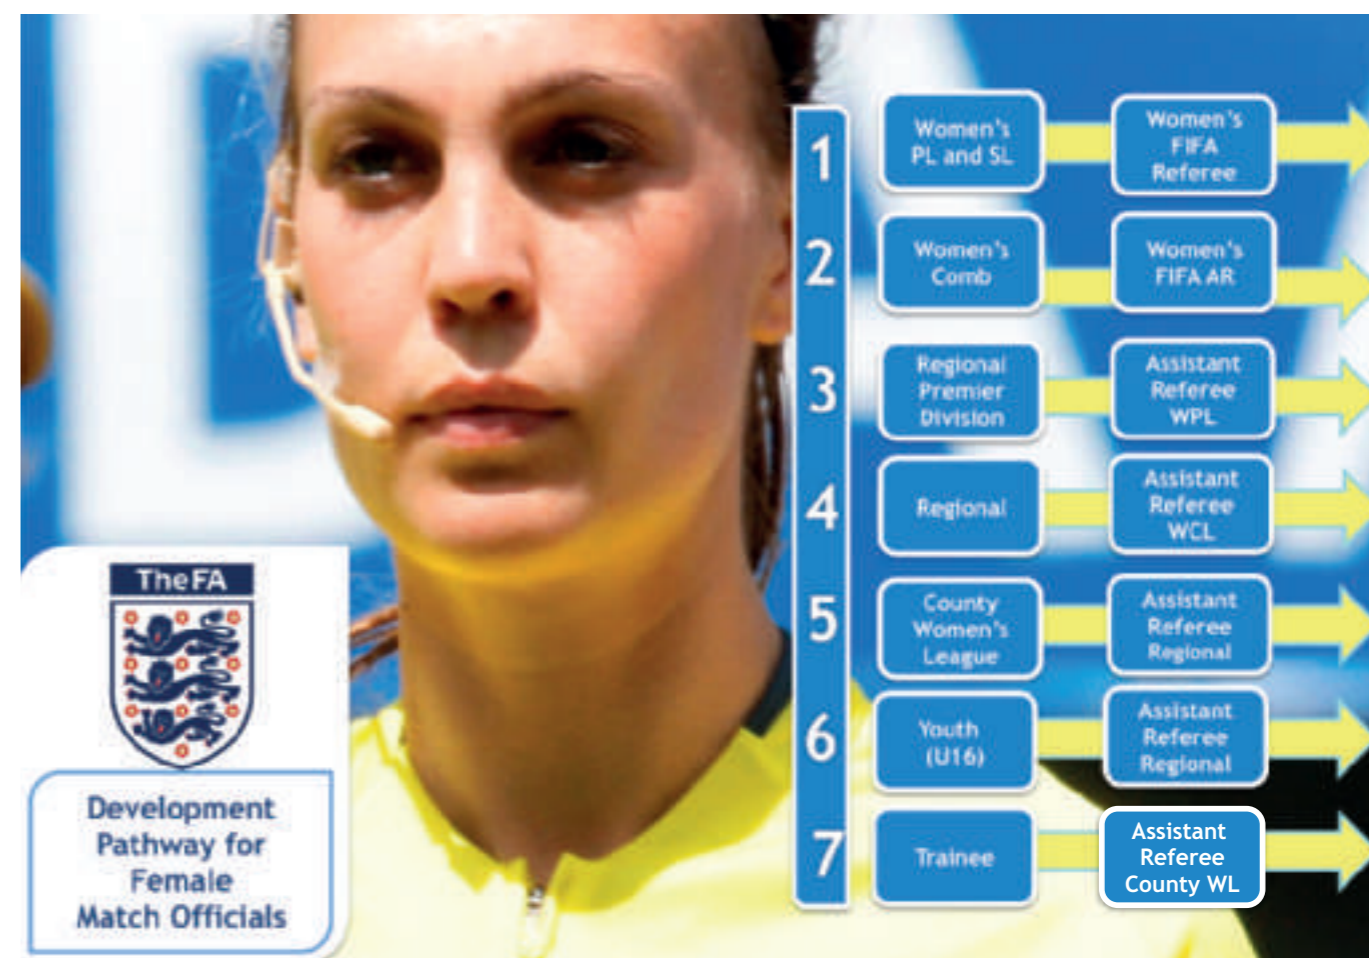 The FA
Development
Pathway for
Female
Match Officials
1
Women's
PL and SL
Women's
FIFA
Referee
2
Women's
Comb
Women's
FIFA AR
3
Regional
Premier
Division
Assistant
Referee
WPL
4
Regional
Assistant
Referee
WCL
5
County
Women's
League
Assistant
Referee
Regional
6
Youth
(U16)
Assistant
Referee
Regional
7
Trainee
Assistant
Referee
County WL